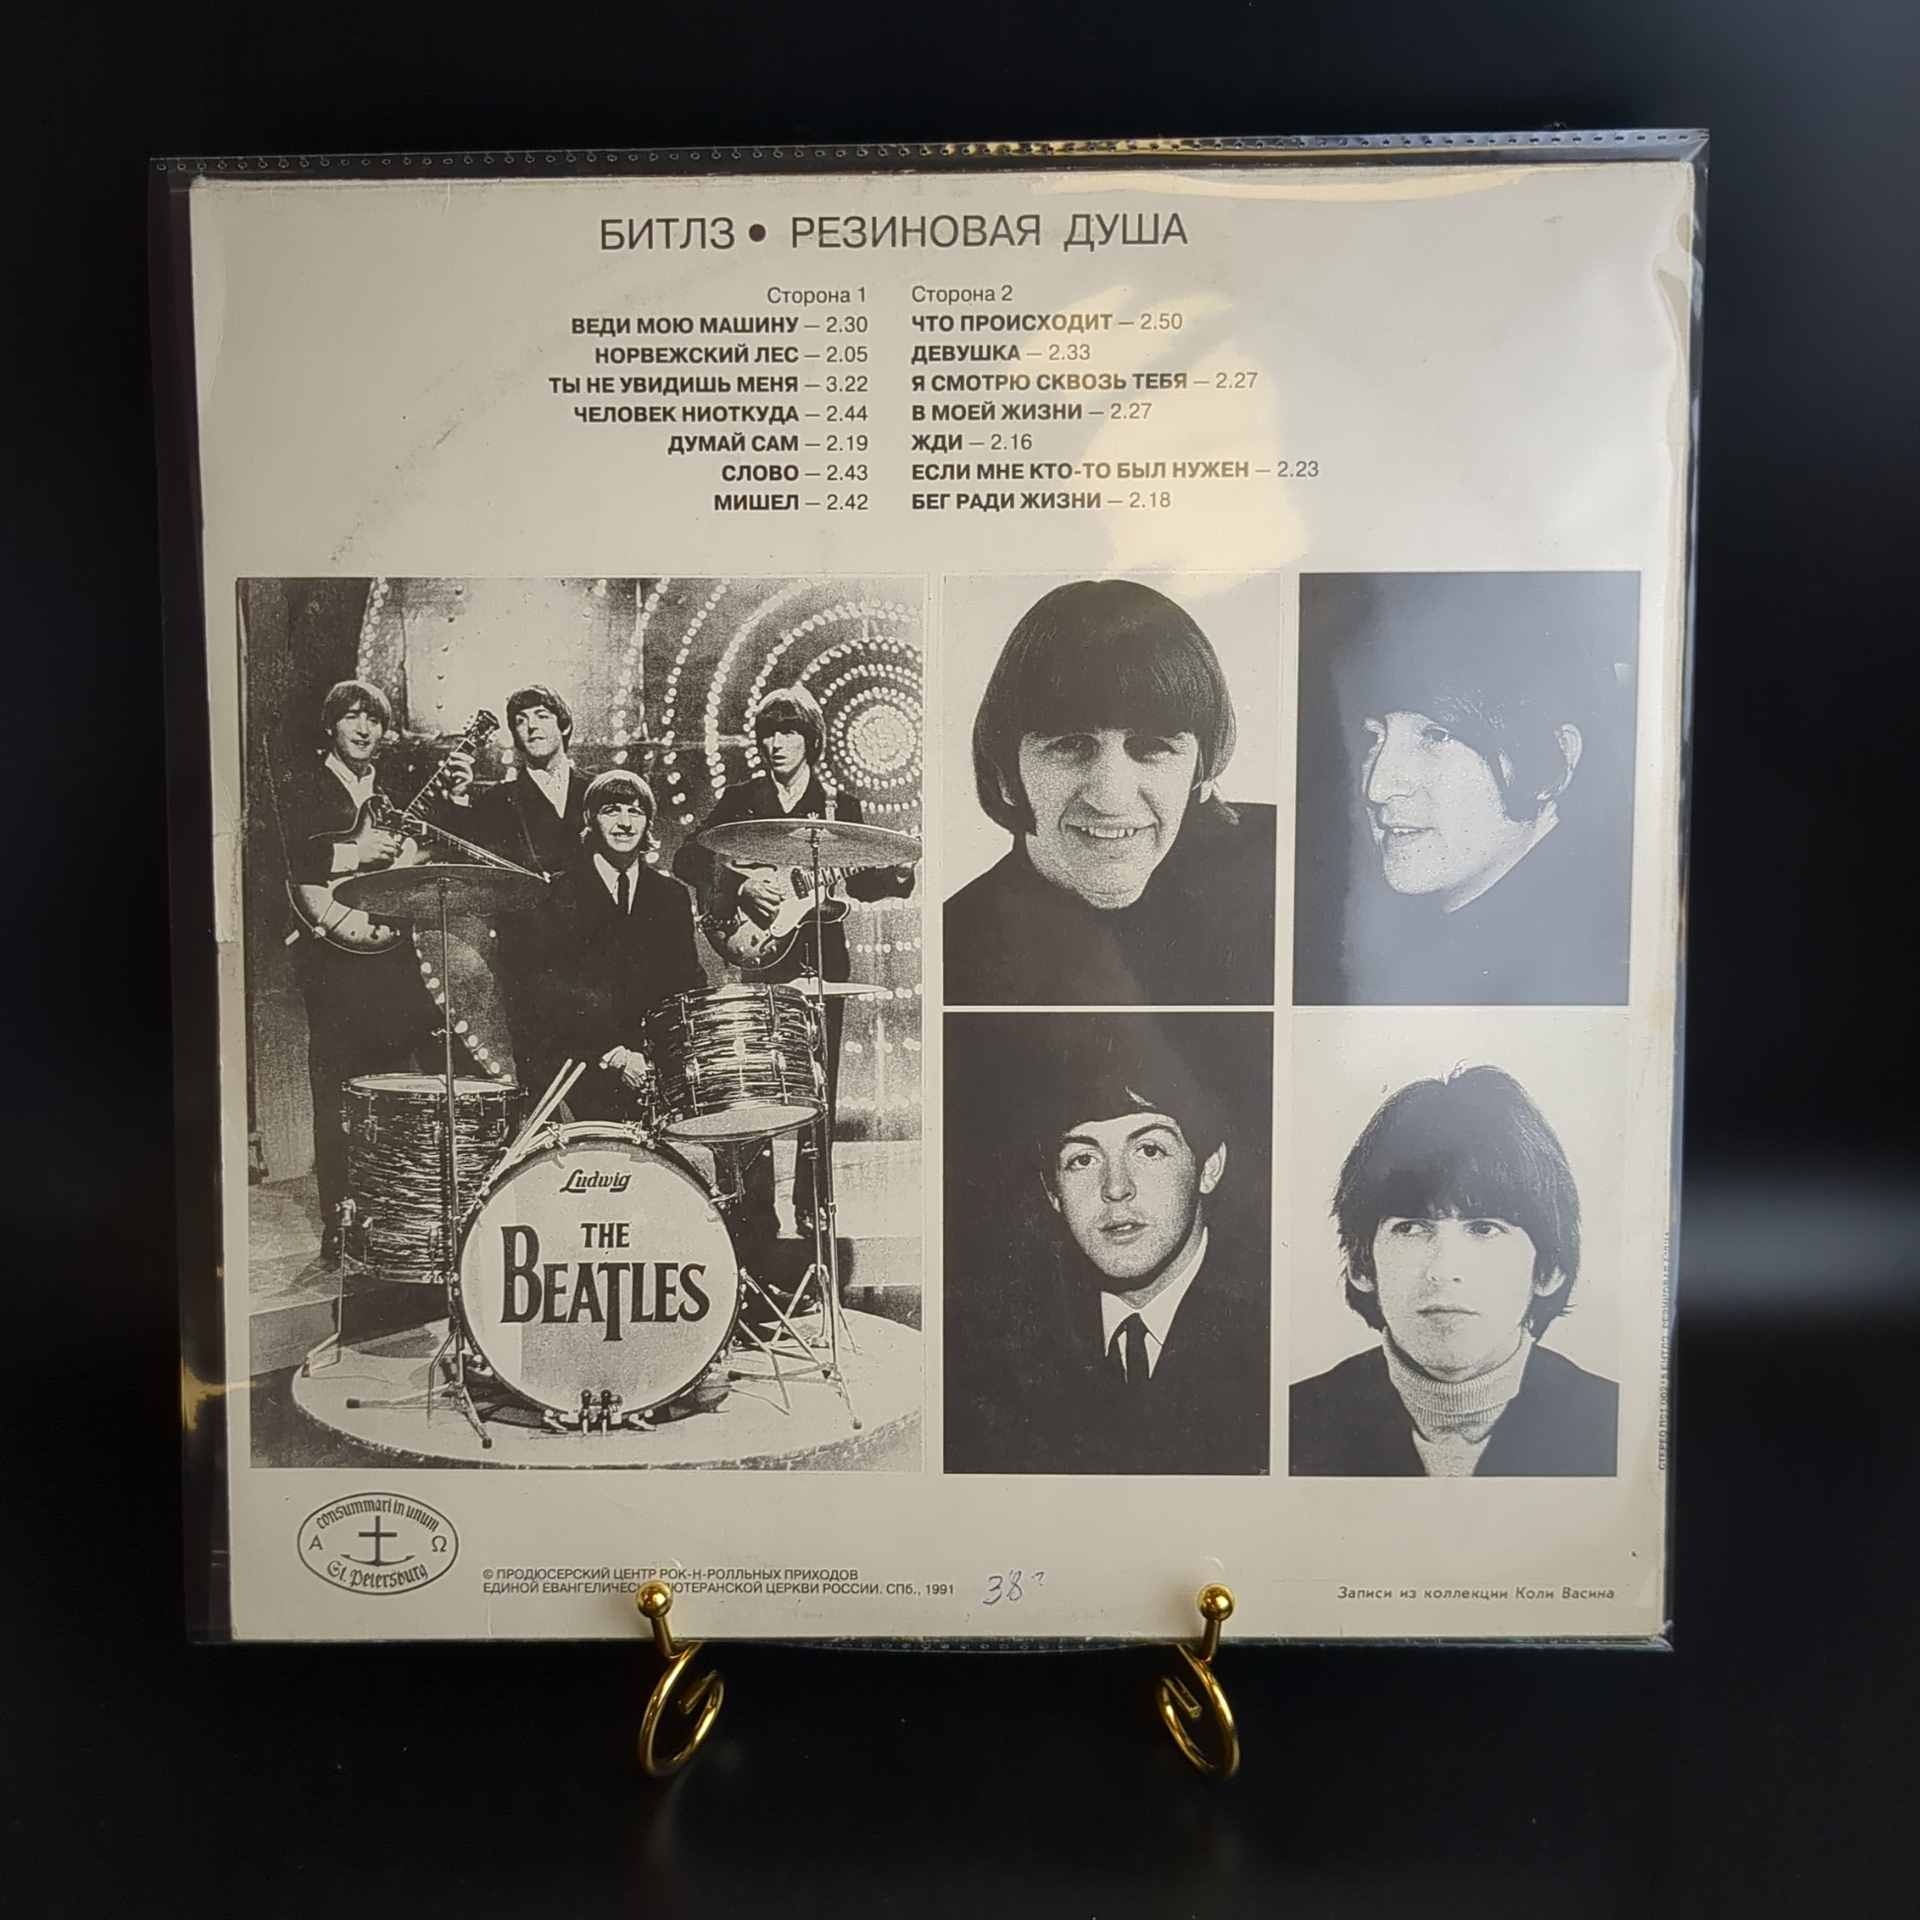 БИТЛЗ • РЕЗИНОВАЯ ДУША
Сторона 1
ВЕДИ МОЮ МАШИНУ — 2.30
НОРВЕЖСКИЙ ЛЕС — 2.05
ТЫ НЕ УВИДИШЬ МЕНЯ — 3.22
ЧЕЛОВЕК НИОТКУДА — 2.44
ДУМАЙ САМ — 2.19
СЛОВО — 2.43
МИШЕЛ — 2.42
Сторона 2
ЧТО ПРОИСХОДИТ — 2.50
ДЕВУШКА — 2.33
Я СМОТРЮ СКВОЗЬ ТЕБЯ — 2.27
В МОЕЙ ЖИЗНИ — 2.27
ЖДИ — 2.16
ЕСЛИ МНЕ КТО-ТО БЫЛ НУЖЕН — 2.23
БЕГ РАДИ ЖИЗНИ — 2.18
Ludwig
THE
BEATLES
consummari in unum
Α Ω
St. Petersburg
© ПРОДЮСЕРСКИЙ ЦЕНТР РОК-Н-РОЛЛЬНЫХ ПРИХОДОВ
ЕДИНОЙ ЕВАНГЕЛИЧЕС ЮТЕРАНСКОЙ ЦЕРКВИ РОССИИ. СПб., 1991
38
Записи из коллекции Коли Васина